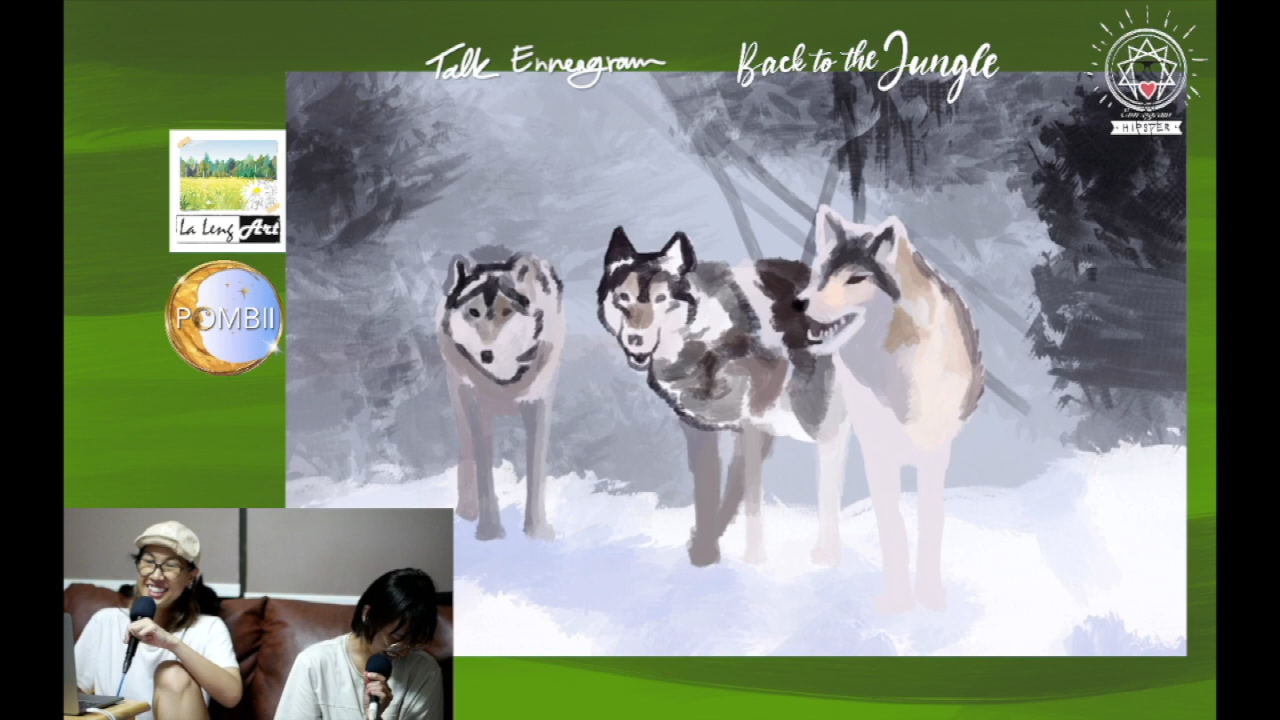 Talk Enneagram
Back to the Jungle
HIPSTER
La Leng Art
POMBII